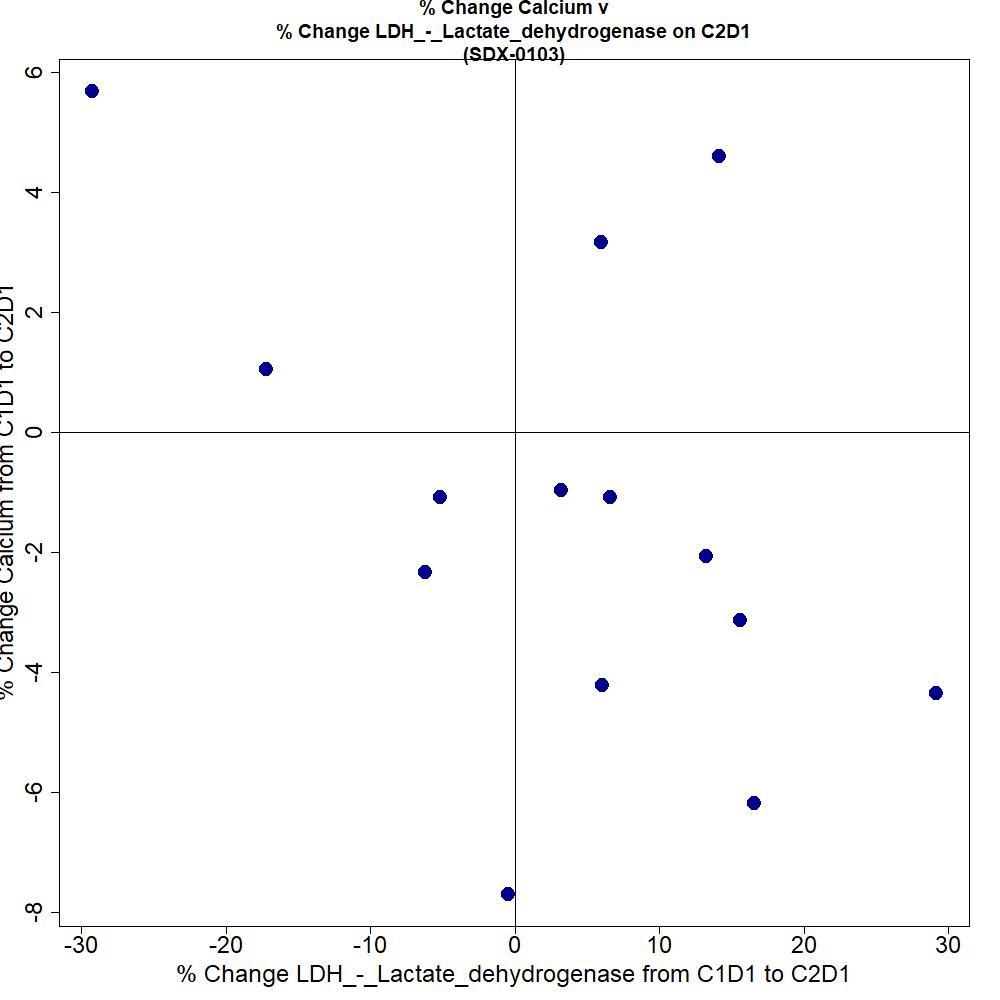 % Change Calcium v
% Change LDH_-_Lactate_dehydrogenase on C2D1
(SDX-0103)
% Change Calcium from C1D1 to C2D1
6
4
2
0
-2
-4
-6
-8
-30 -20 -10 0 10 20 30
% Change LDH_-_Lactate_dehydrogenase from C1D1 to C2D1